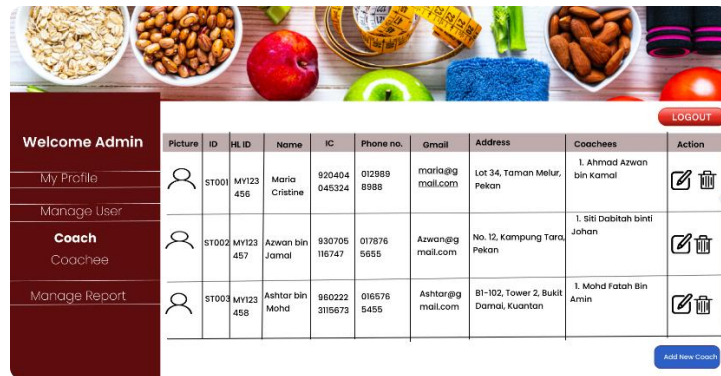 LOGOUT
Welcome Admin
My Profile
Manage User
Coach
Coachee
Manage Report
Picture ID HL ID Name IC Phone no. Gmail Address Coachees Action
ST001 MY123 456 Maria Cristine 920404 045324 012989 8988 maria@g mail.com Lot 34, Taman Melur, Pekan 1. Ahmad Azwan bin Kamal
ST002 MY123 457 Azwan bin Jamal 930705 116747 017876 5655 Azwan@g mail.com No. 12, Kampung Tara, Pekan 1. Siti Dabitah binti Johan
ST003 MY123 458 Ashtar bin Mohd 960222 3115673 016576 5455 Ashtar@g mail.com B1-102, Tower 2, Bukit Damai, Kuantan 1. Mohd Fatah Bin Amin
Add New Coach